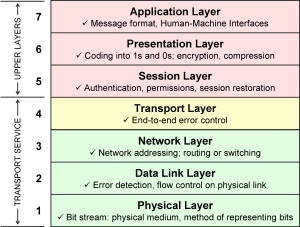 UPPER LAYERS
7
Application Layer
✓ Message format, Human-Machine Interfaces
6
Presentation Layer
✓ Coding into 1s and 0s; encryption, compression
5
Session Layer
✓ Authentication, permissions, session restoration
TRANSPORT SERVICE
4
Transport Layer
✓ End-to-end error control
3
Network Layer
✓ Network addressing; routing or switching
2
Data Link Layer
✓ Error detection, flow control on physical link
1
Physical Layer
✓ Bit stream: physical medium, method of representing bits